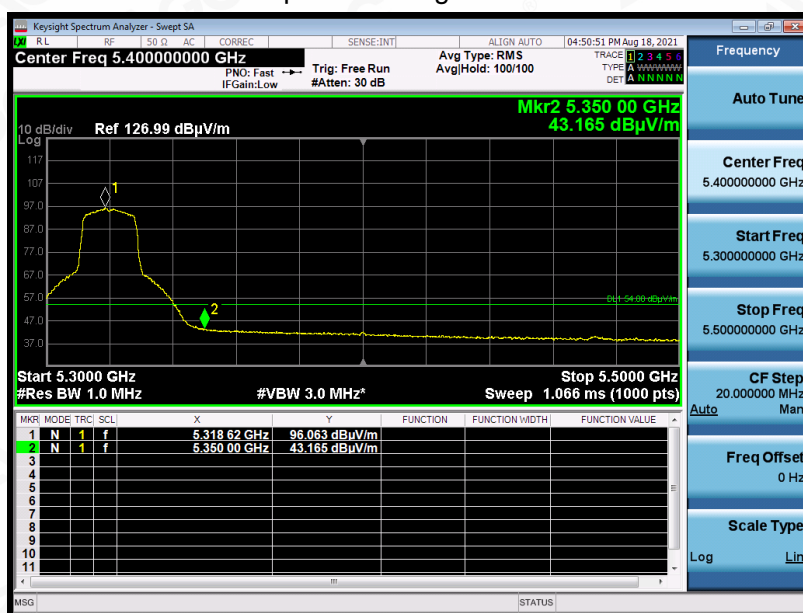 Keysight Spectrum Analyzer - Swept SA
LXI RL RF 50 Ω AC CORREC SENSE:INT ALIGN AUTO 04:50:51 PM Aug 18, 2021
Center Freq 5.400000000 GHz
PNO: Fast
IFGain:Low
Trig: Free Run
#Atten: 30 dB
Avg Type: RMS
Avg|Hold: 100/100
TRACE 1 2 3 4 5 6
TYPE A WWWWW
DET A N N N N N
Mkr2 5.350 00 GHz
43.165 dBµV/m
10 dB/div Ref 126.99 dBµV/m
Log
117
107
97.0
87.0
77.0
67.0
57.0
47.0
37.0
1
2
DL1 54.00 dBµV/m
Start 5.3000 GHz Stop 5.5000 GHz
#Res BW 1.0 MHz #VBW 3.0 MHz* Sweep 1.066 ms (1000 pts)
MKR MODE TRC SCL X Y FUNCTION FUNCTION WIDTH FUNCTION VALUE
1 N 1 f 5.318 62 GHz 96.063 dBµV/m
2 N 1 f 5.350 00 GHz 43.165 dBµV/m
3
4
5
6
7
8
9
10
11
MSG STATUS
Frequency
Auto Tune
Center Freq
5.400000000 GHz
Start Freq
5.300000000 GHz
Stop Freq
5.500000000 GHz
CF Step
20.000000 MHz
Auto Man
Freq Offset
0 Hz
Scale Type
Log Lin